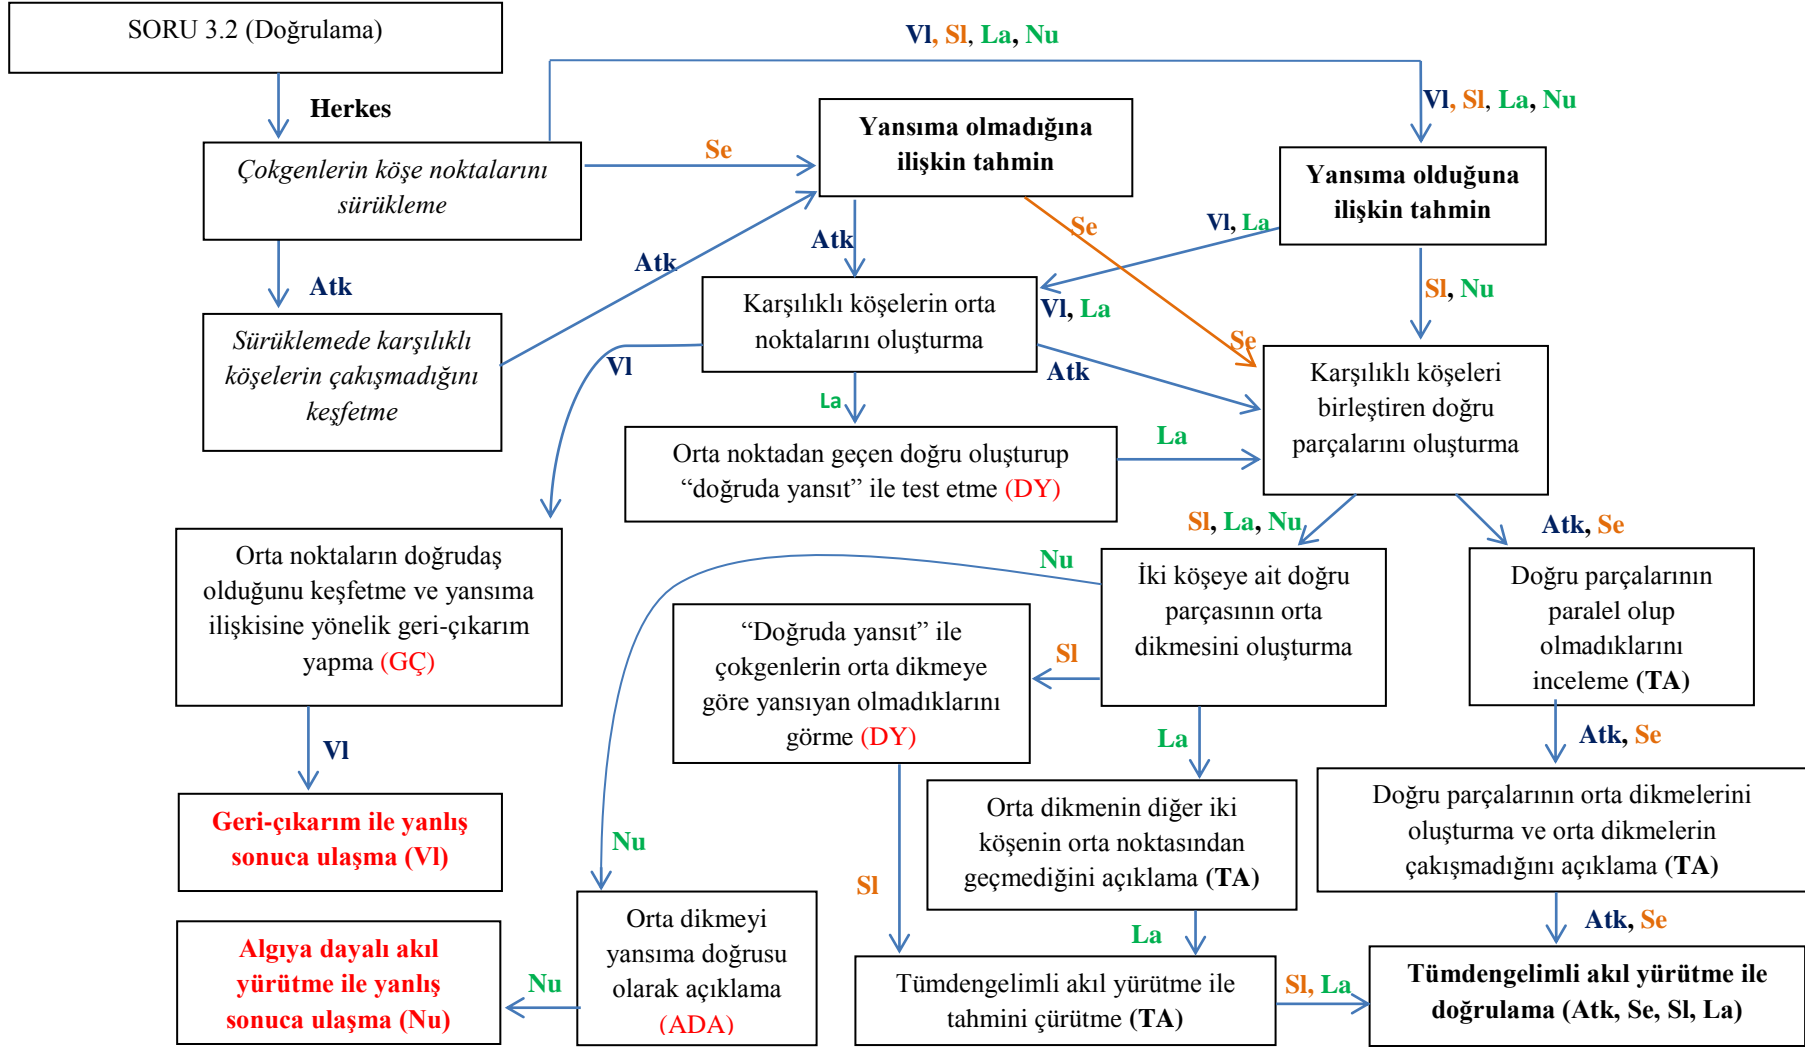 SORU 3.2 (Doğrulama)
Vl, Sl, La, Nu
Herkes
Vl, Sl, La, Nu
Çokgenlerin köşe noktalarını
sürükleme
Se
Yansıma olmadığına
ilişkin tahmin
Yansıma olduğuna
ilişkin tahmin
Atk
Atk
Atk
Se
Vl, La
Sl, Nu
Sürüklemede karşılıklı
köşelerin çakışmadığını
keşfetme
Karşılıklı köşelerin orta
noktalarını oluşturma
Vl, La
Se
Vl
Atk
La
Karşılıklı köşeleri
birleştiren doğru
parçalarını oluşturma
Orta noktadan geçen doğru oluşturup
“doğruda yansıt” ile test etme (DY)
La
Sl, La, Nu
Atk, Se
Orta noktaların doğrudaş
olduğunu keşfetme ve yansıma
ilişkisine yönelik geri-çıkarım
yapma (GÇ)
Nu
İki köşeye ait doğru
parçasının orta
dikmesini oluşturma
Doğru parçalarının
paralel olup
olmadıklarını
inceleme (TA)
“Doğruda yansıt” ile
çokgenlerin orta dikmeye
göre yansıyan olmadıklarını
görme (DY)
Sl
Vl
La
Atk, Se
Geri-çıkarım ile yanlış
sonuca ulaşma (Vl)
Orta dikmenin diğer iki
köşenin orta noktasından
geçmediğini açıklama (TA)
Doğru parçalarının orta dikmelerini
oluşturma ve orta dikmelerin
çakışmadığını açıklama (TA)
Nu
Sl
La
Atk, Se
Algıya dayalı akıl
yürütme ile yanlış
sonuca ulaşma (Nu)
Nu
Orta dikmeyi
yansıma doğrusu
olarak açıklama
(ADA)
Tümdengelimli akıl yürütme ile
tahmini çürütme (TA)
Sl, La
Tümdengelimli akıl yürütme ile
doğrulama (Atk, Se, Sl, La)